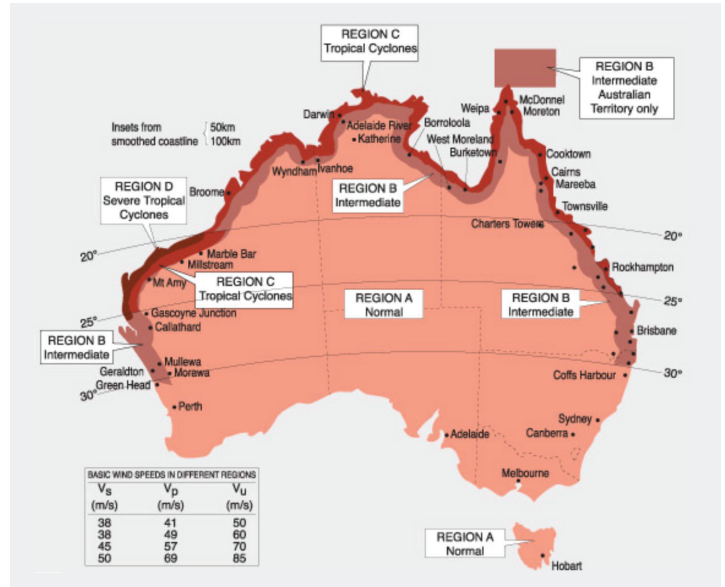 REGION C
Tropical Cyclones
REGION B
Intermediate
Australian
Territory only
Insets from
smoothed coastline
50km
100km
Darwin
Adelaide River
Katherine
Borroloola
Weipa
McDonnel
Moreton
West Moreland
Burketown
Cooktown
Cairns
Mareeba
Townsville
Wyndham
Ivanhoe
REGION B
Intermediate
REGION D
Severe Tropical
Cyclones
Broome
Charters Towers
20°
20°
Marble Bar
Millstream
Mt Amy
REGION C
Tropical Cyclones
REGION A
Normal
REGION B
Intermediate
Rockhampton
25°
25°
Gascoyne Junction
Callathard
REGION B
Intermediate
Brisbane
Mullewa
Geraldton
Morawa
Green Head
30°
30°
Coffs Harbour
Perth
Sydney
Adelaide
Canberra
Melbourne
BASIC WIND SPEEDS IN DIFFERENT REGIONS
Vs Vp Vu
(m/s) (m/s) (m/s)
38 41 50
38 49 60
45 57 70
50 69 85
REGION A
Normal
Hobart